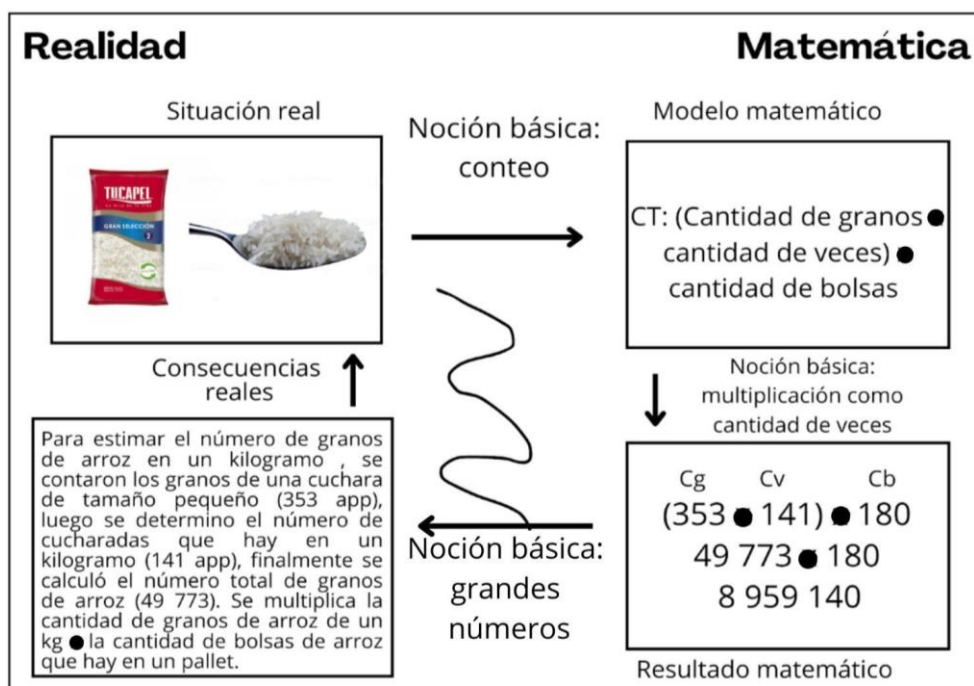 Realidad
Matemática
Situación real
TUCAPEL
GRAN SELECCIÓN
2
Noción básica:
conteo
Modelo matemático
CT: (Cantidad de granos ●
cantidad de veces) ●
cantidad de bolsas
Noción básica:
multiplicación como
cantidad de veces
Cg Cv Cb
(353 ● 141) ● 180
49 773 ● 180
8 959 140
Resultado matemático
Noción básica:
grandes
números
Consecuencias
reales
Para estimar el número de granos
de arroz en un kilogramo , se
contaron los granos de una cuchara
de tamaño pequeño (353 app),
luego se determino el número de
cucharadas que hay en un
kilogramo (141 app), finalmente se
calculó el número total de granos
de arroz (49 773). Se multiplica la
cantidad de granos de arroz de un
kg ● la cantidad de bolsas de arroz
que hay en un pallet.